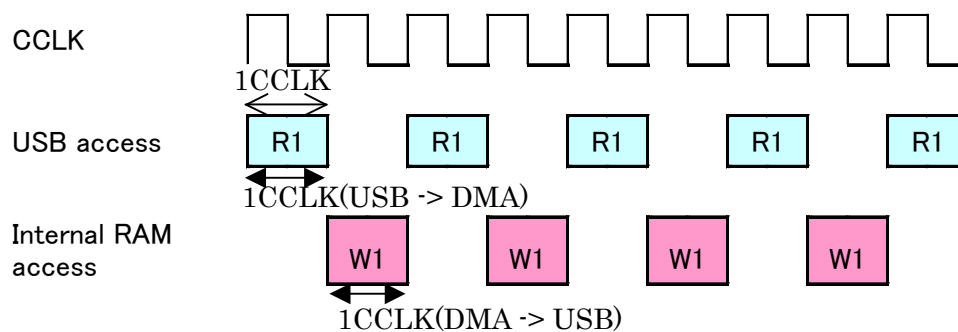 CCLK
1CCLK
USB access R1 R1 R1 R1 R1
1CCLK(USB -> DMA)
Internal RAM
access
W1 W1 W1 W1
1CCLK(DMA -> USB)